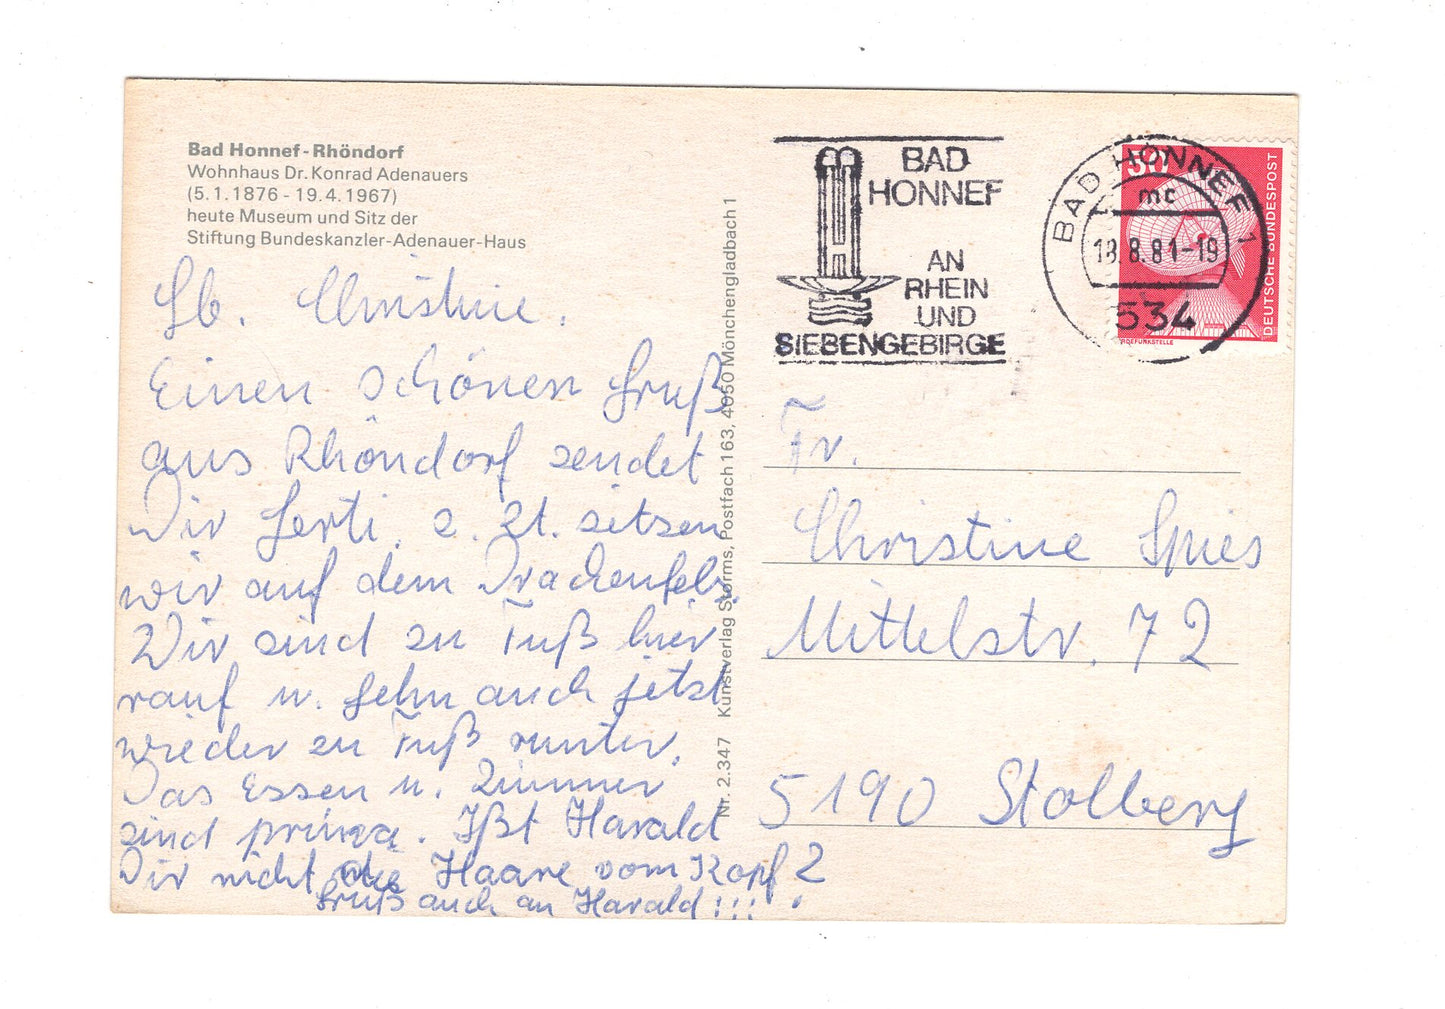 Bad Honnef-Rhöndorf
Wohnhaus Dr. Konrad Adenauers
(5.1.1876 - 19.4.1967)
heute Museum und Sitz der
Stiftung Bundeskanzler-Adenauer-Haus
Lb. Christine.
Einen schönen Gruß
aus Rhöndorf sendet
Dir Gerti. z. Zt. sitzen
wir auf dem Drachenfels.
Wir sind zu Fuß hier
rauf u. gehn auch jetzt
wieder zu Fuß runter.
Das Essen u. Zimmer
sind prima. Ißt Harald
Dir nicht die Haare vom Kopf?
Gruß auch an Harald!!!
Nr. 2.347 Kunstverlag Storms, Postfach 163, 4050 Mönchengladbach 1
BAD
HONNEF
AN
RHEIN
UND
SIEBENGEBIRGE
BAD HONNEF 1
mc
18.8.81-19
534
50
DEUTSCHE BUNDESPOST
ERDEFUNKSTELLE
Fr.
Christine Spies
Mittelstr. 72
5190 Stolberg